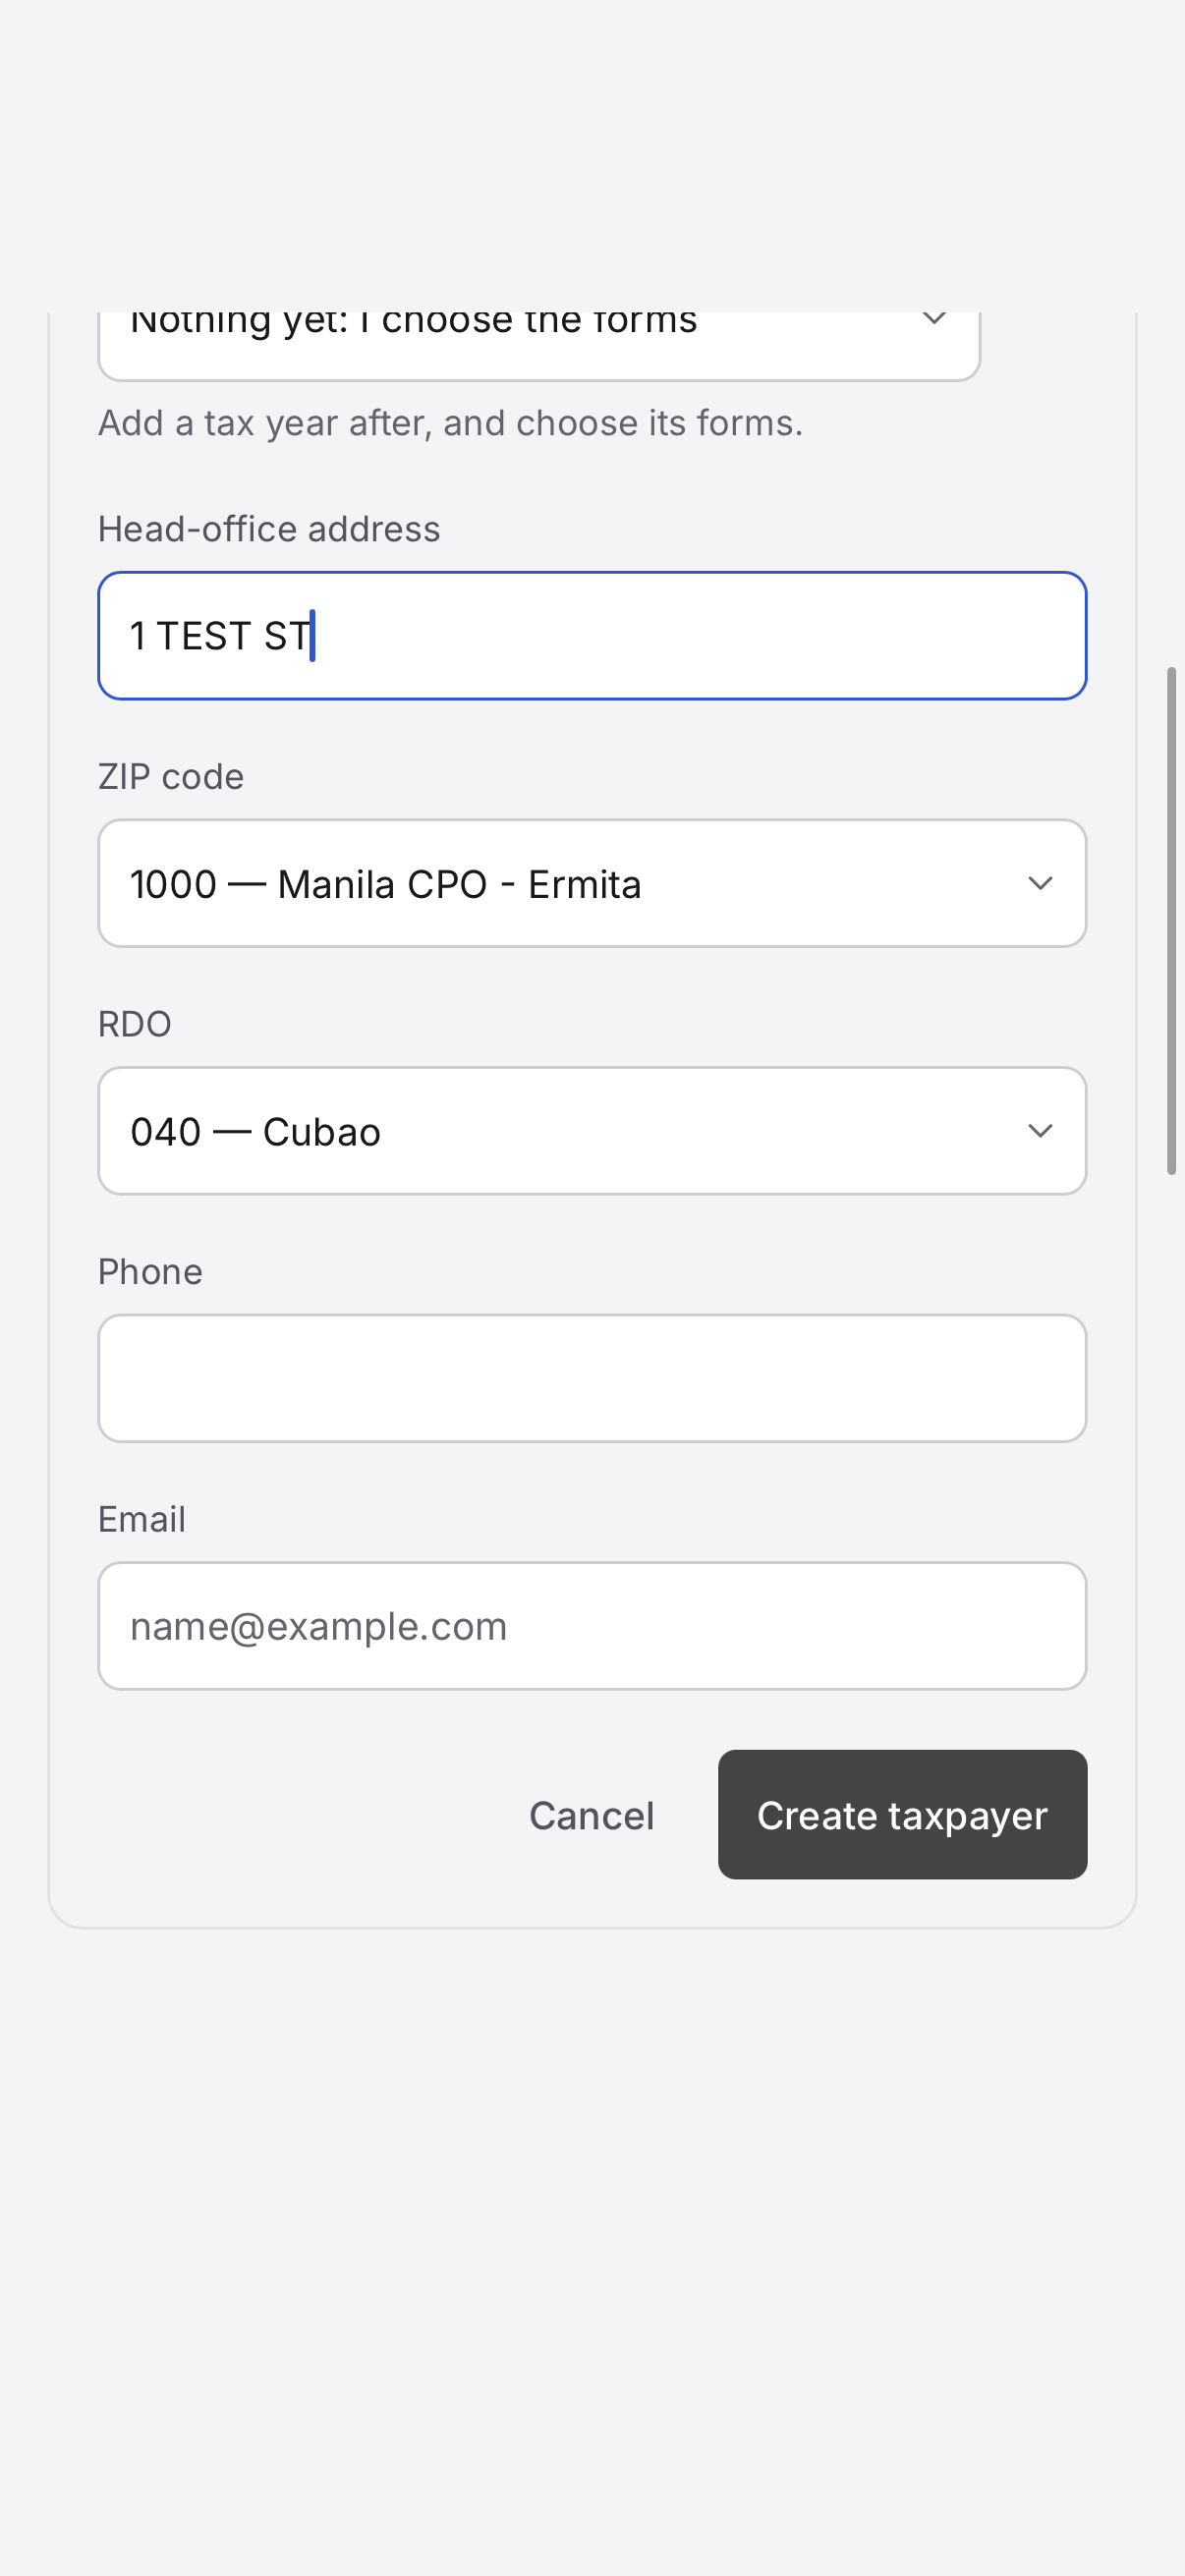 Nothing yet: I choose the forms
Add a tax year after, and choose its forms.
Head-office address
1 TEST ST
ZIP code
1000 — Manila CPO - Ermita
RDO
040 — Cubao
Phone
Email
name@example.com
Cancel
Create taxpayer